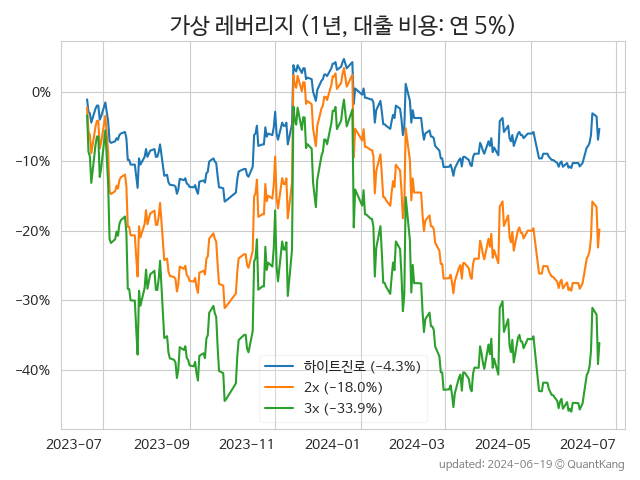 가상 레버리지 (1년, 대출 비용: 연 5%)
0%
−10%
−20%
−30%
−40%
하이트진로 (−4.3%)
2x (−18.0%)
3x (−33.9%)
2023-07
2023-09
2023-11
2024-01
2024-03
2024-05
2024-07
updated: 2024-06-19 © QuantKang